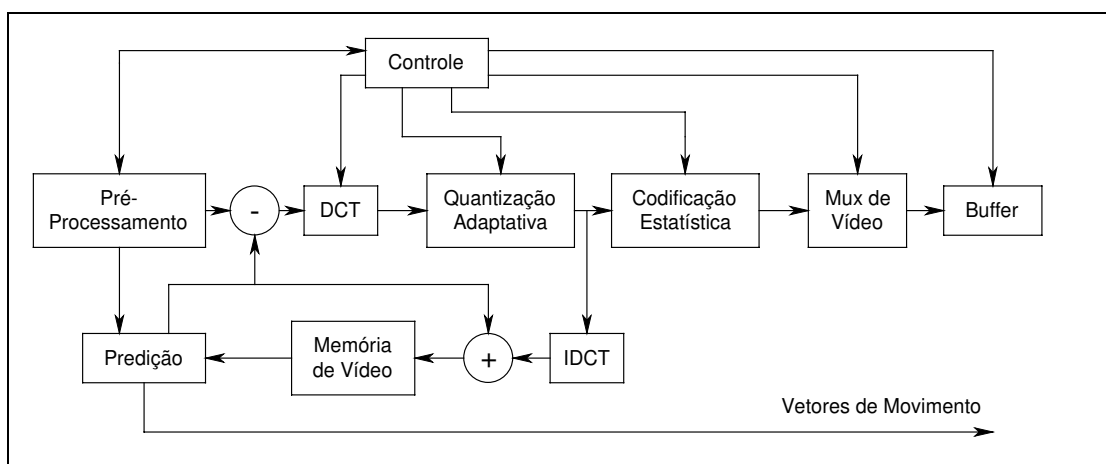 Controle
Pré-
Processamento
-
DCT
Quantização
Adaptativa
Codificação
Estatística
Mux de
Vídeo
Buffer
Predição
Memória
de Vídeo
+
IDCT
Vetores de Movimento